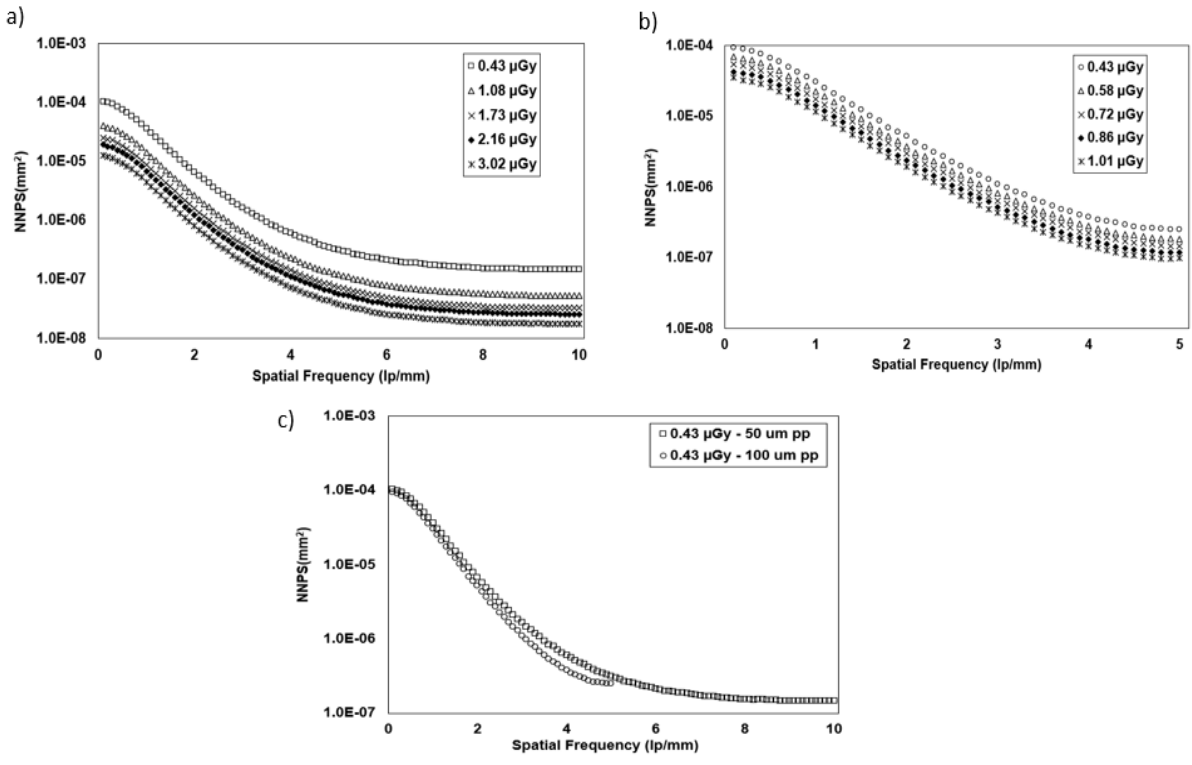 a)
1.0E-03
1.0E-04
1.0E-05
1.0E-06
1.0E-07
1.0E-08
NNPS(mm²)
0.43 µGy
1.08 µGy
1.73 µGy
2.16 µGy
3.02 µGy
0 2 4 6 8 10
Spatial Frequency (lp/mm)
b)
1.0E-04
1.0E-05
1.0E-06
1.0E-07
1.0E-08
NNPS(mm²)
0.43 µGy
0.58 µGy
0.72 µGy
0.86 µGy
1.01 µGy
0 1 2 3 4 5
Spatial Frequency (lp/mm)
c)
1.0E-03
1.0E-04
1.0E-05
1.0E-06
1.0E-07
NNPS(mm²)
0.43 µGy - 50 um pp
0.43 µGy - 100 um pp
0 2 4 6 8 10
Spatial Frequency (lp/mm)